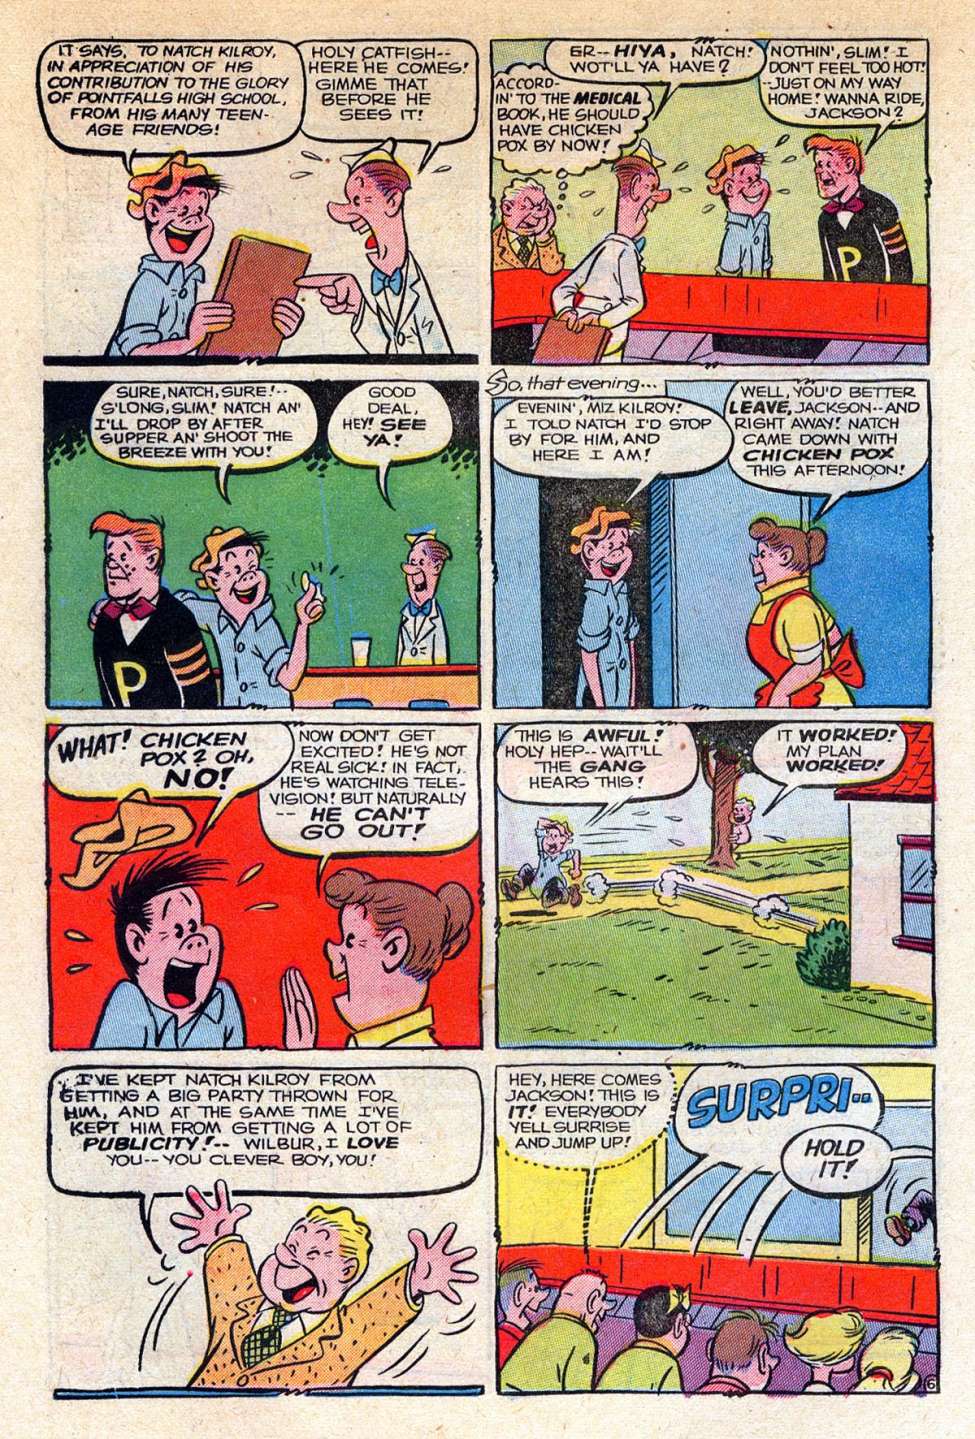 IT SAYS, TO NATCH KILROY,
IN APPRECIATION OF HIS
CONTRIBUTION TO THE GLORY
OF POINTFALLS HIGH SCHOOL,
FROM HIS MANY TEEN-
AGE FRIENDS!
HOLY CATFISH--
HERE HE COMES!
GIMME THAT
BEFORE HE
SEES IT!
ACCORD-
IN' TO THE MEDICAL
BOOK, HE SHOULD
HAVE CHICKEN
POX BY NOW!
ER-- HIYA, NATCH!
WOT'LL YA HAVE?
NOTHIN', SLIM! I
DON'T FEEL TOO HOT!
--JUST ON MY WAY
HOME! WANNA RIDE,
JACKSON?
P
SURE, NATCH, SURE!--
S'LONG, SLIM! NATCH AN'
I'LL DROP BY AFTER
SUPPER AN' SHOOT THE
BREEZE WITH YOU!
GOOD
DEAL,
HEY! SEE
YA!
P
So, that evening...
EVENIN', MIZ KILROY!
I TOLD NATCH I'D STOP
BY FOR HIM, AND
HERE I AM!
WELL, YOU'D BETTER
LEAVE, JACKSON--AND
RIGHT AWAY! NATCH
CAME DOWN WITH
CHICKEN POX
THIS AFTERNOON!
WHAT! CHICKEN
POX? OH,
NO!
NOW DON'T GET
EXCITED! HE'S NOT
REAL SICK! IN FACT,
HE'S WATCHING TELE-
VISION! BUT NATURALLY
-- HE CAN'T
GO OUT!
THIS IS AWFUL!
HOLY HEP-- WAIT'LL
THE GANG
HEARS THIS!
IT WORKED!
MY PLAN
WORKED!
I'VE KEPT NATCH KILROY FROM
GETTING A BIG PARTY THROWN FOR
HIM, AND AT THE SAME TIME I'VE
KEPT HIM FROM GETTING A LOT OF
PUBLICITY!-- WILBUR, I LOVE
YOU-- YOU CLEVER BOY, YOU!
HEY, HERE COMES
JACKSON! THIS IS
IT! EVERYBODY
YELL SURRISE
AND JUMP UP!
SURPRI--
HOLD
IT!
6